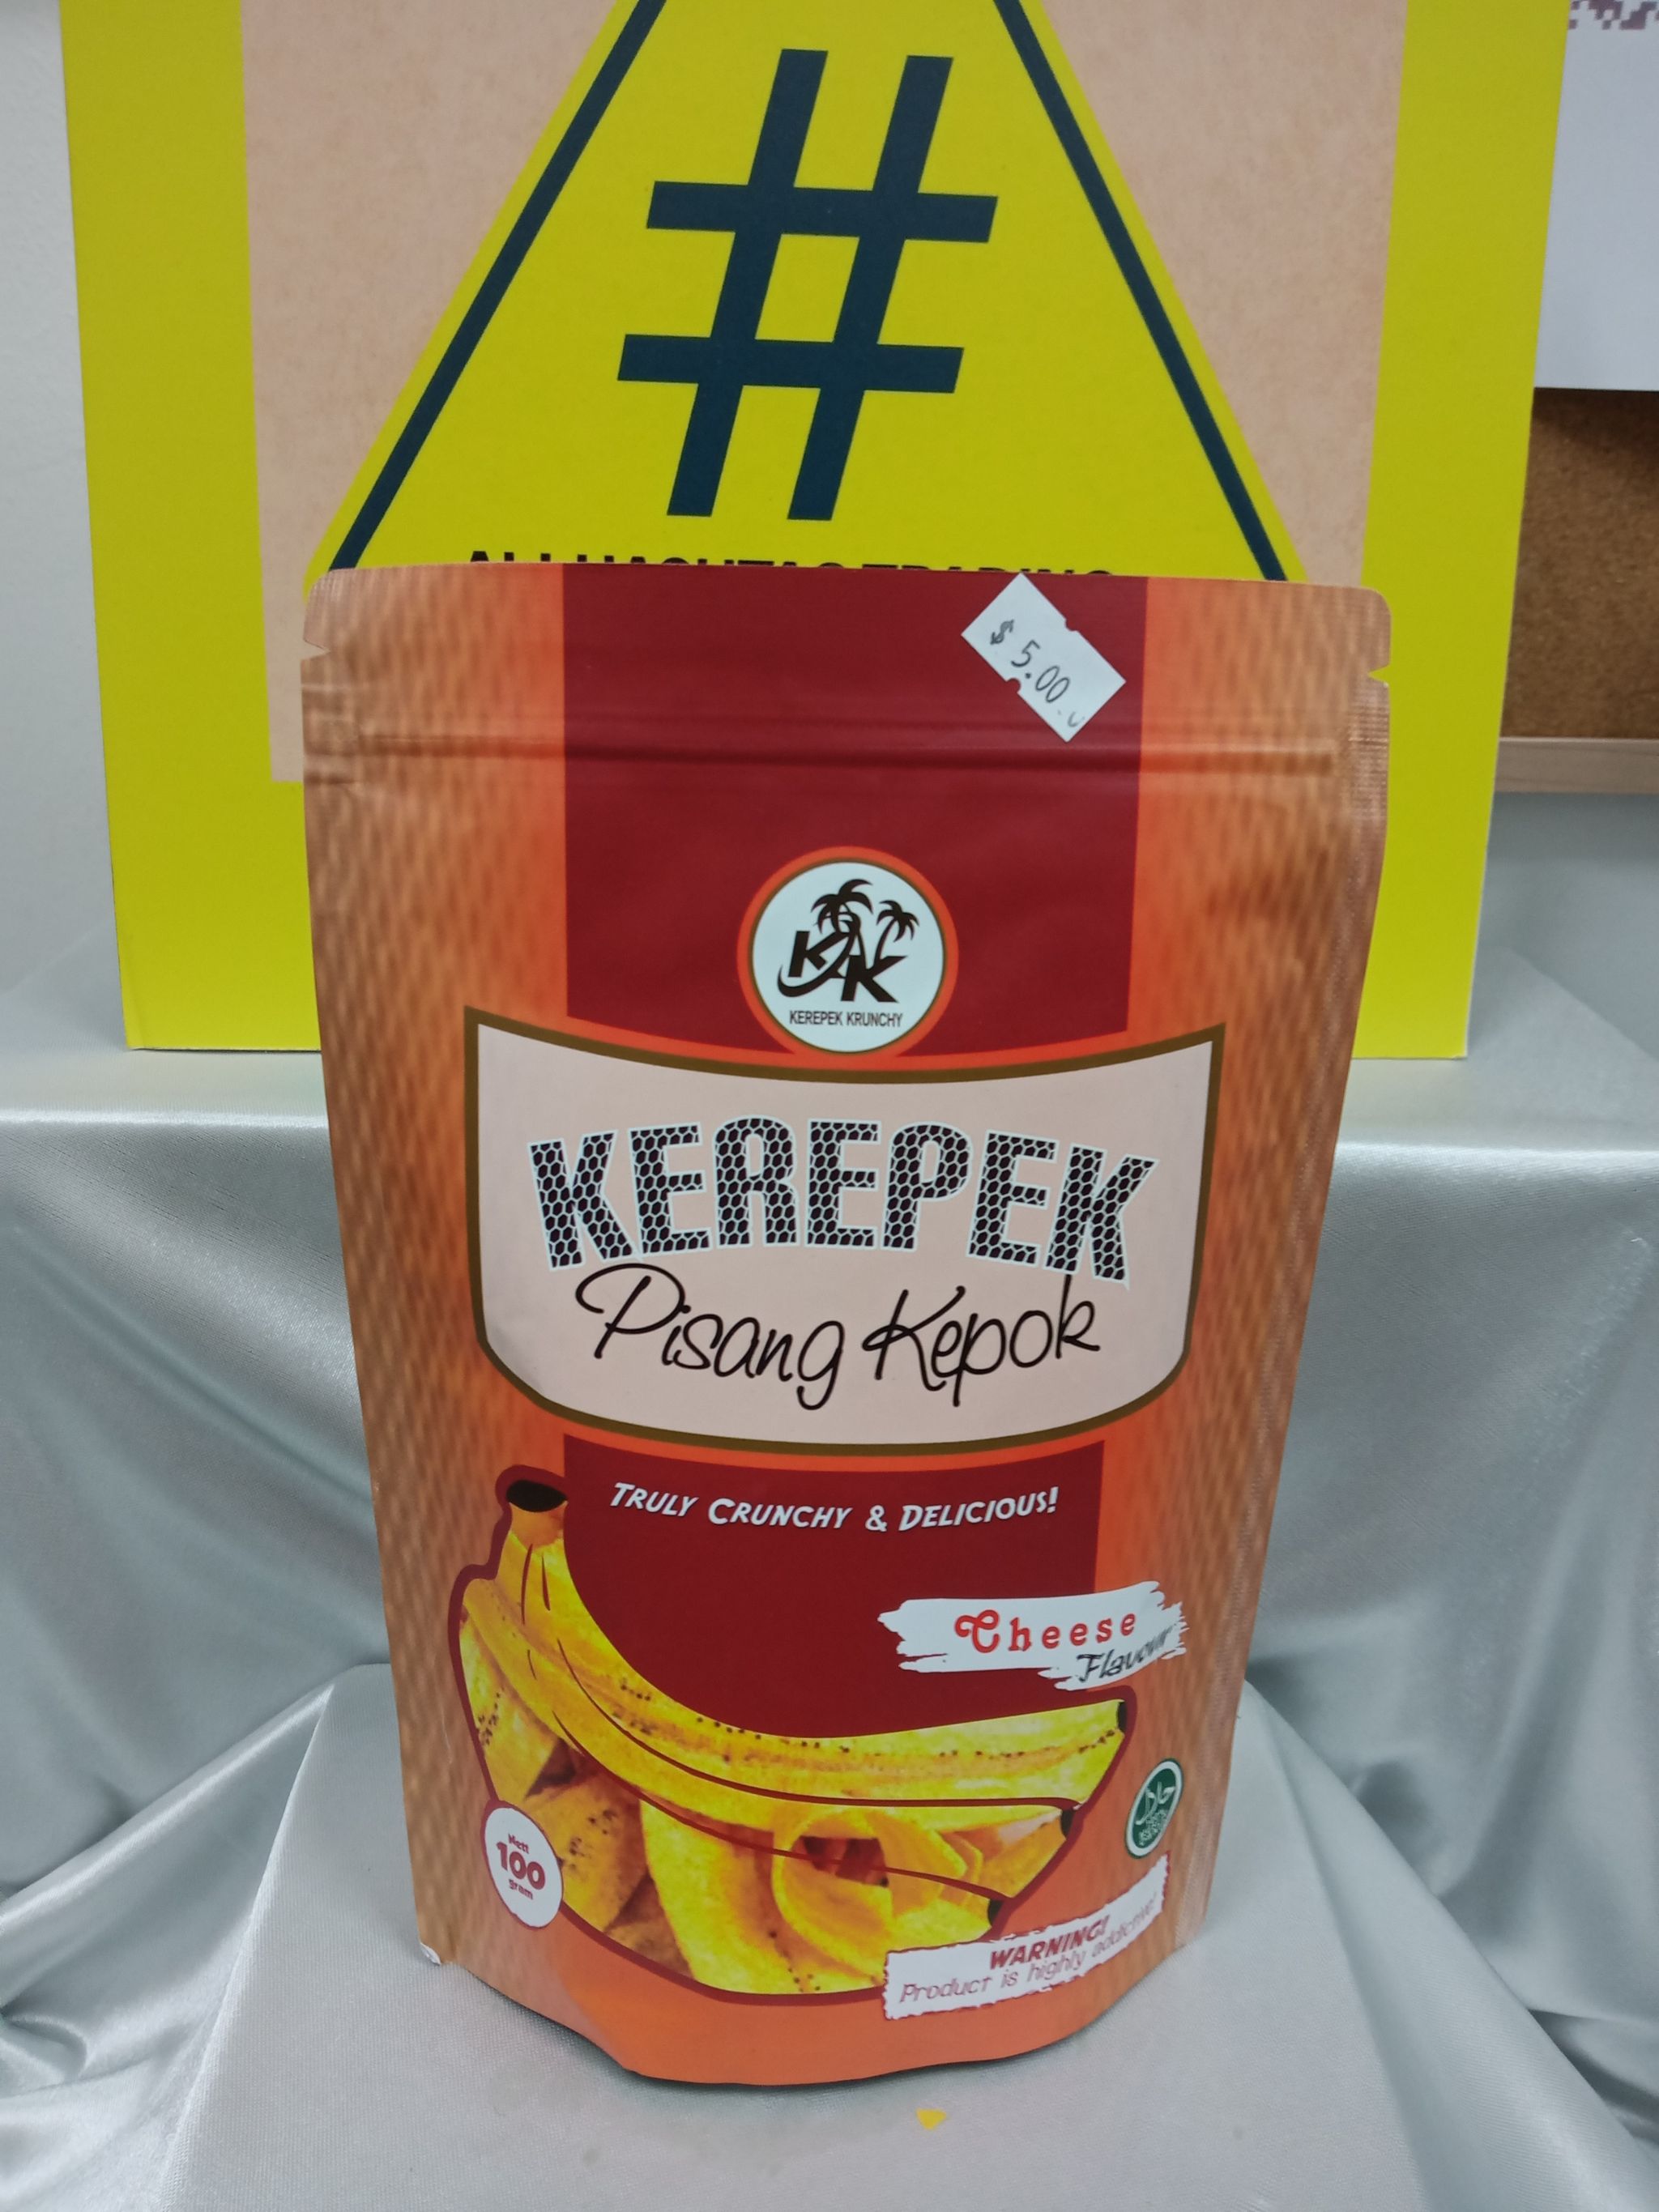 #
$ 5.00
KAK
KEREPEK KRUNCHY
KEREPEK
Pisang Kepok
TRULY CRUNCHY & DELICIOUS!
Cheese
Flavour
Nett
100
gram
WARNING!
Product is highly addictive